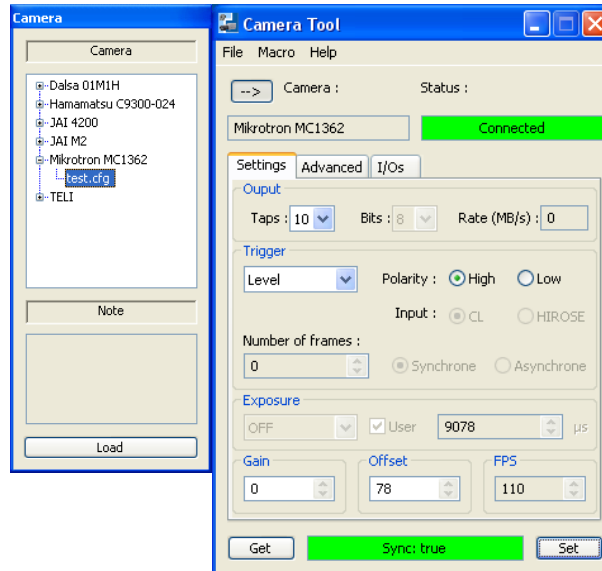 Camera
Camera
Dalsa 01M1H
Hamamatsu C9300-024
JAI 4200
JAI M2
Mikrotron MC1362
test.cfg
TELI
Note
Load
Camera Tool
File Macro Help
--> Camera : Status :
Mikrotron MC1362 Connected
Settings Advanced I/Os
Ouput
Taps : 10 Bits : 8 Rate (MB/s) : 0
Trigger
Level Polarity : High Low
Input : CL HIROSE
Number of frames :
0 Synchrone Asynchrone
Exposure
OFF User 9078 µs
Gain Offset FPS
0 78 110
Get Sync: true Set